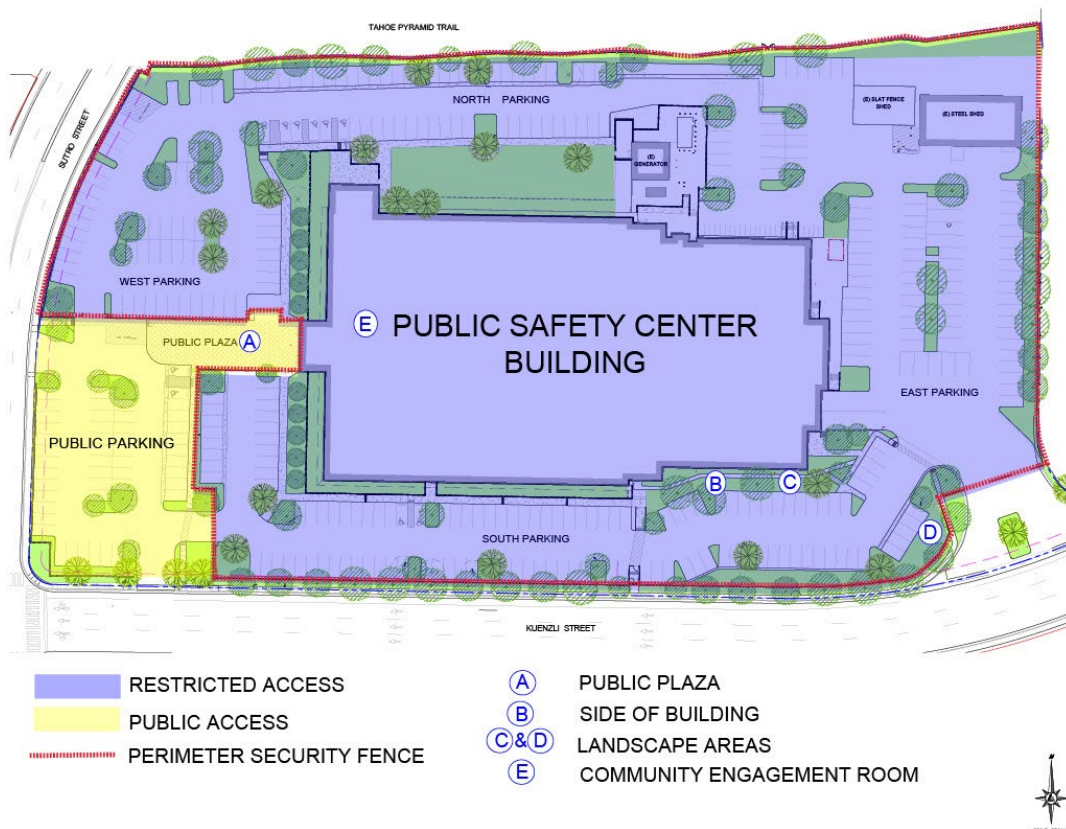 TAHOE PYRAMID TRAIL
SUTRO STREET
NORTH PARKING
(E) SLAT FENCE
SHED
(E) STEEL SHED
(E)
GENERATOR
WEST PARKING
PUBLIC PLAZA
A
E
PUBLIC SAFETY CENTER
BUILDING
EAST PARKING
PUBLIC PARKING
B
C
D
SOUTH PARKING
KUENZLI STREET
RESTRICTED ACCESS
PUBLIC ACCESS
PERIMETER SECURITY FENCE
A PUBLIC PLAZA
B SIDE OF BUILDING
C & D LANDSCAPE AREAS
E COMMUNITY ENGAGEMENT ROOM